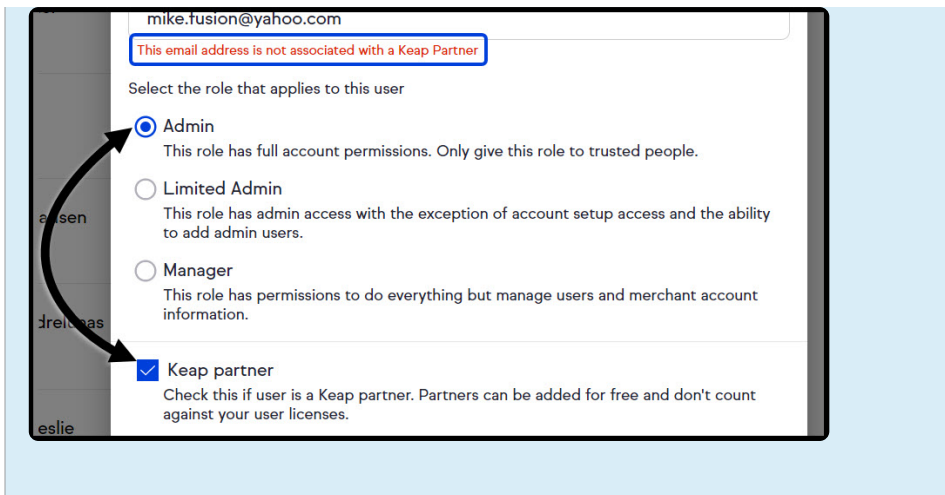 mike.fusion@yahoo.com
This email address is not associated with a Keap Partner
Select the role that applies to this user
Admin
This role has full account permissions. Only give this role to trusted people.
Limited Admin
This role has admin access with the exception of account setup access and the ability
to add admin users.
Manager
This role has permissions to do everything but manage users and merchant account
information.
Keap partner
Check this if user is a Keap partner. Partners can be added for free and don't count
against your user licenses.
eslie